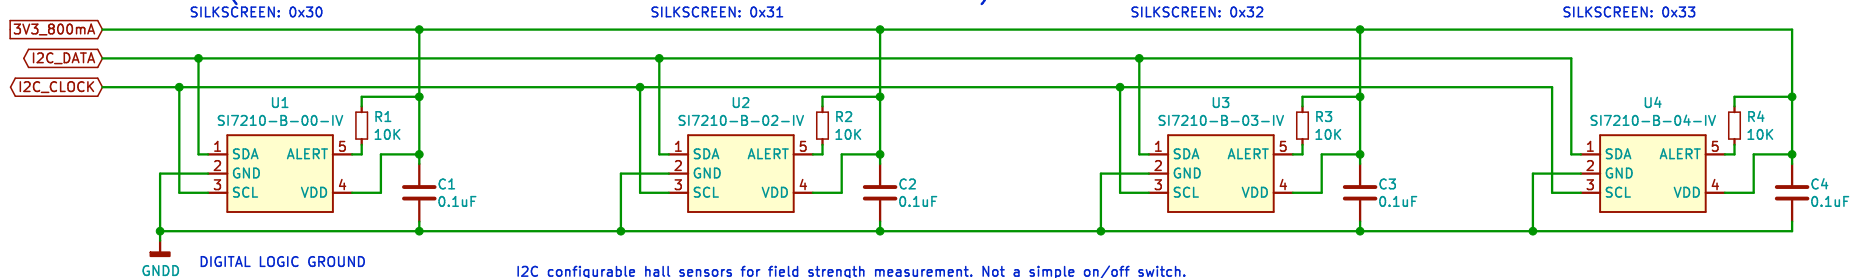 SILKSCREEN: 0x30
SILKSCREEN: 0x31
SILKSCREEN: 0x32
SILKSCREEN: 0x33
3V3_800mA
I2C_DATA
I2C_CLOCK
U1
SI7210-B-00-IV
R1
10K
1 SDA ALERT 5
2 GND
3 SCL VDD 4
C1
0.1uF
U2
SI7210-B-02-IV
R2
10K
1 SDA ALERT 5
2 GND
3 SCL VDD 4
C2
0.1uF
U3
SI7210-B-03-IV
R3
10K
1 SDA ALERT 5
2 GND
3 SCL VDD 4
C3
0.1uF
U4
SI7210-B-04-IV
R4
10K
1 SDA ALERT 5
2 GND
3 SCL VDD 4
C4
0.1uF
GNDD
DIGITAL LOGIC GROUND
I2C configurable hall sensors for field strength measurement. Not a simple on/off switch.